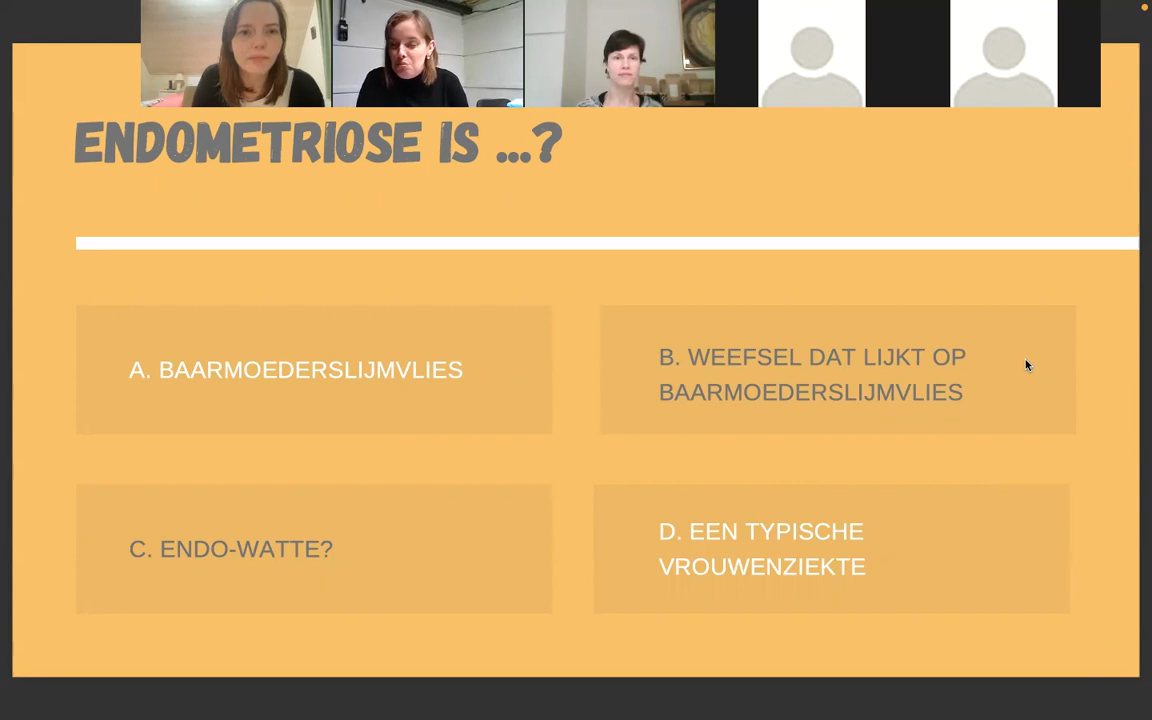 ENDOMETRIOSE IS ...?
A. BAARMOEDERSLIJMVLIES
B. WEEFSEL DAT LIJKT OP
BAARMOEDERSLIJMVLIES
C. ENDO-WATTE?
D. EEN TYPISCHE
VROUWENZIEKTE